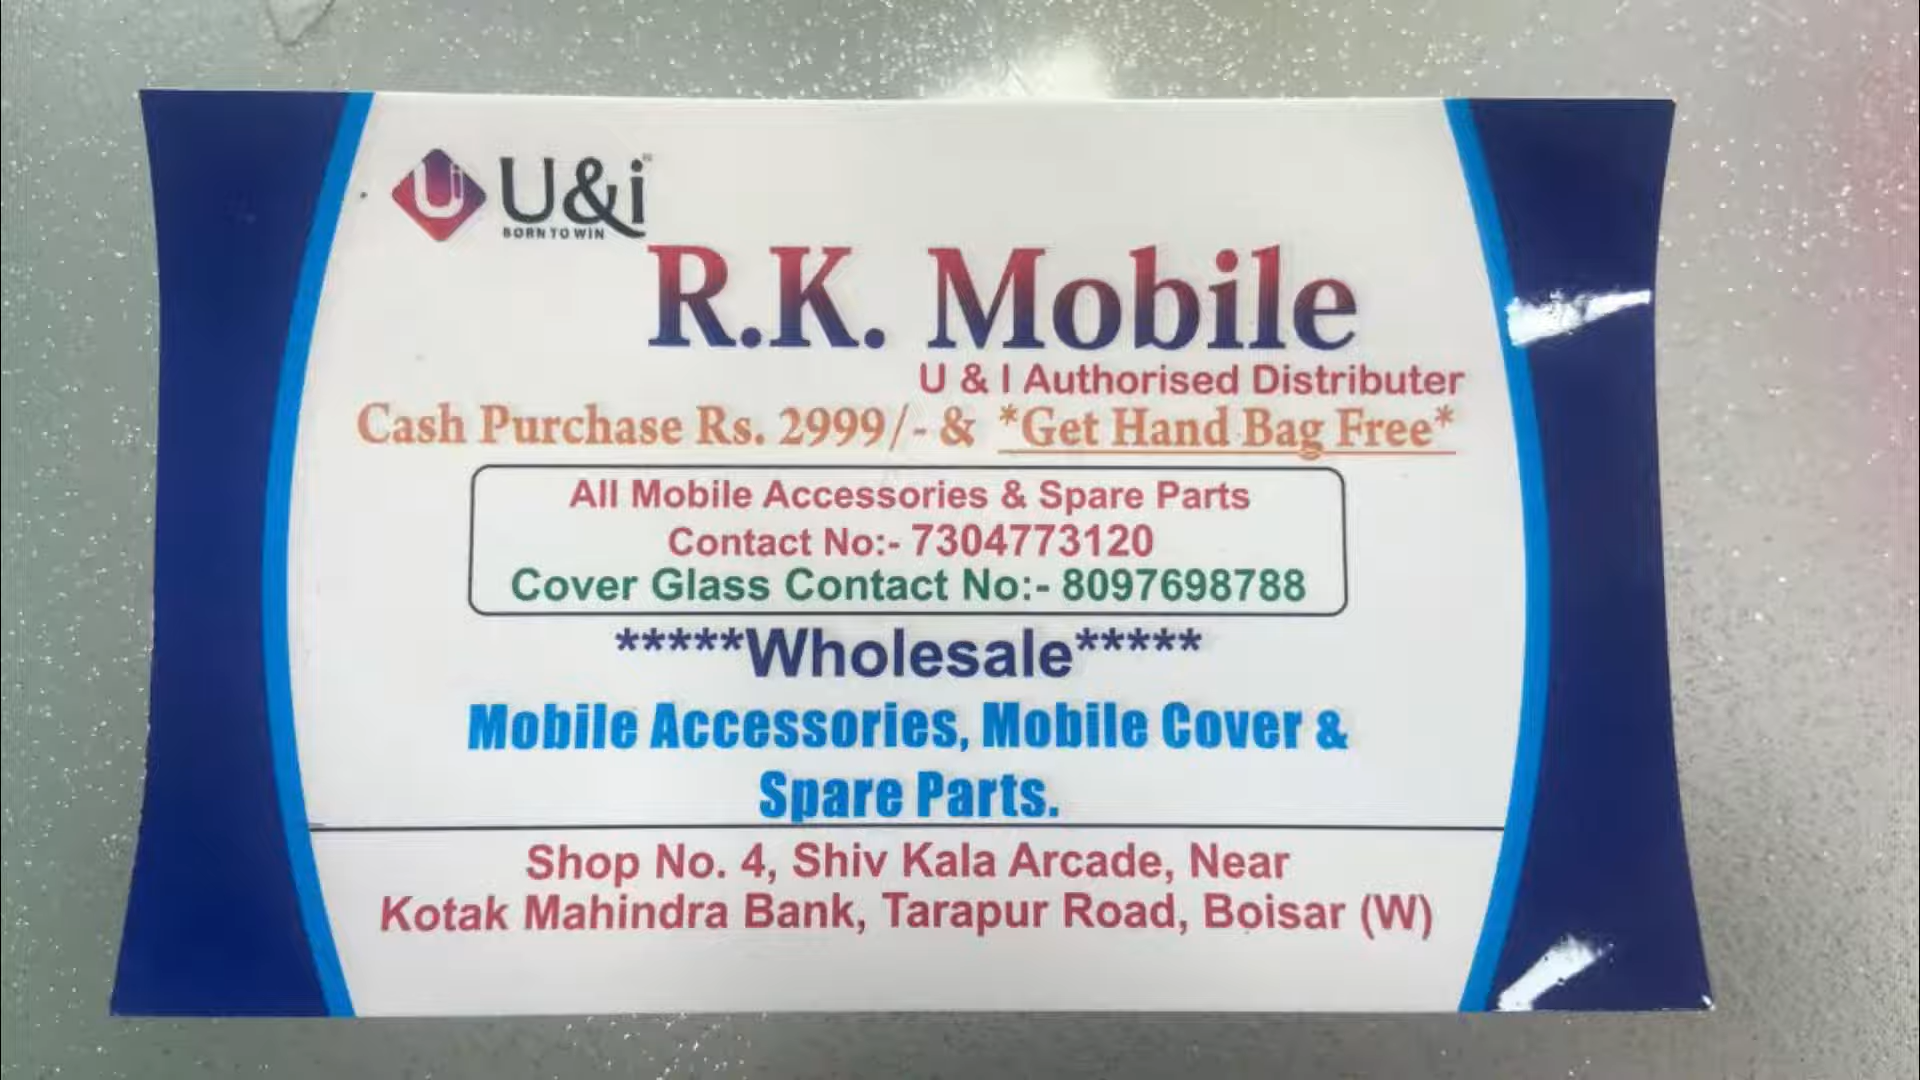 U&i
BORN TO WIN
R.K. Mobile
U & I Authorised Distributer
Cash Purchase Rs. 2999/- & *Get Hand Bag Free*
All Mobile Accessories & Spare Parts
Contact No:- 7304773120
Cover Glass Contact No:- 8097698788
*****Wholesale*****
Mobile Accessories, Mobile Cover &
Spare Parts.
Shop No. 4, Shiv Kala Arcade, Near
Kotak Mahindra Bank, Tarapur Road, Boisar (W)